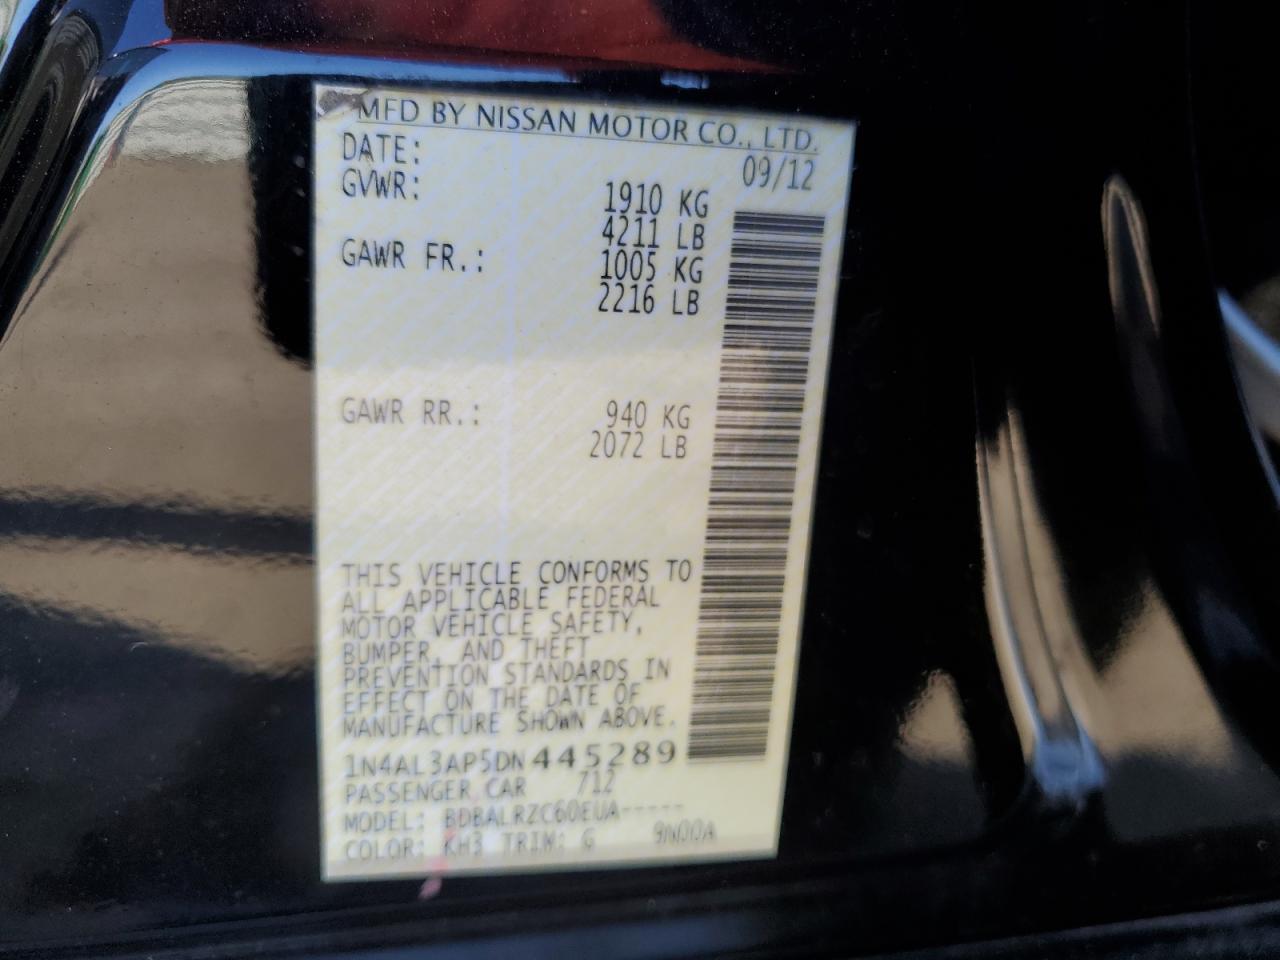 MFD BY NISSAN MOTOR CO., LTD.
DATE: 09/12
GVWR: 1910 KG
4211 LB
GAWR FR.: 1005 KG
2216 LB
GAWR RR.: 940 KG
2072 LB
THIS VEHICLE CONFORMS TO
ALL APPLICABLE FEDERAL
MOTOR VEHICLE SAFETY,
BUMPER, AND THEFT
PREVENTION STANDARDS IN
EFFECT ON THE DATE OF
MANUFACTURE SHOWN ABOVE.
1N4AL3AP5DN445289
PASSENGER CAR /12
MODEL: BDBALRZC60EUA-----
COLOR: KH3 TRIM: G 9N00A